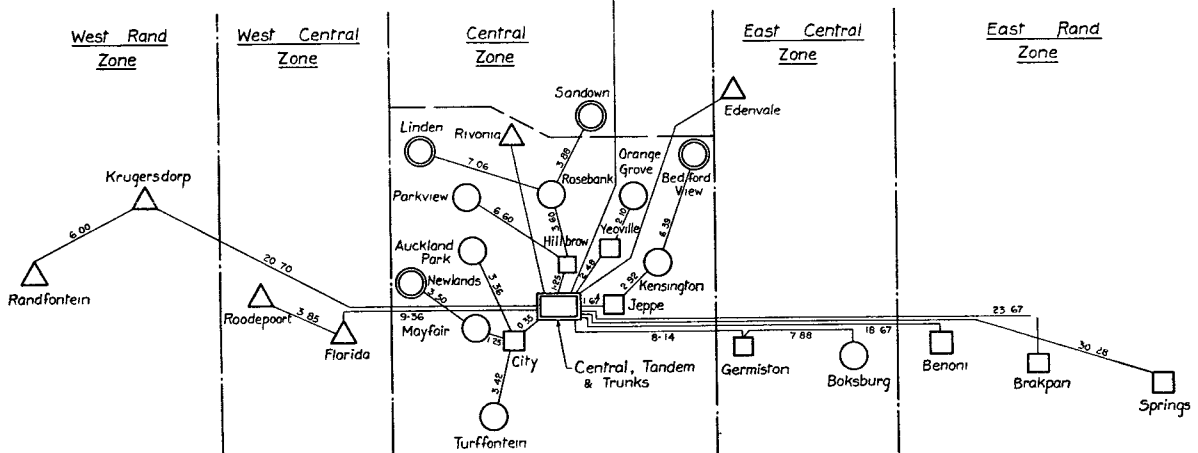 West Rand
Zone
West Central
Zone
Central
Zone
East Central
Zone
East Rand
Zone
Sandown
Edenvale
Linden
Rivonia
Orange
Grove
Bedford
View
7.06
3.88
Krugersdorp
Parkview
Rosebank
6.60
3.60
2.10
Yeoville
6.39
6.00
Auckland
Park
Hillbrow
2.48
20 70
Newlands
3.36
1.25
Kensington
2.92
Randfontein
3.50
1.67
Jeppe
Roodepoort
3.85
9-36
Mayfair
0.35
23 67
Florida
1.25
City
8-14
7.88
18 67
30 28
Central, Tandem
& Trunks
Germiston
Boksburg
Benoni
Brakpan
Springs
3.42
Turffontein